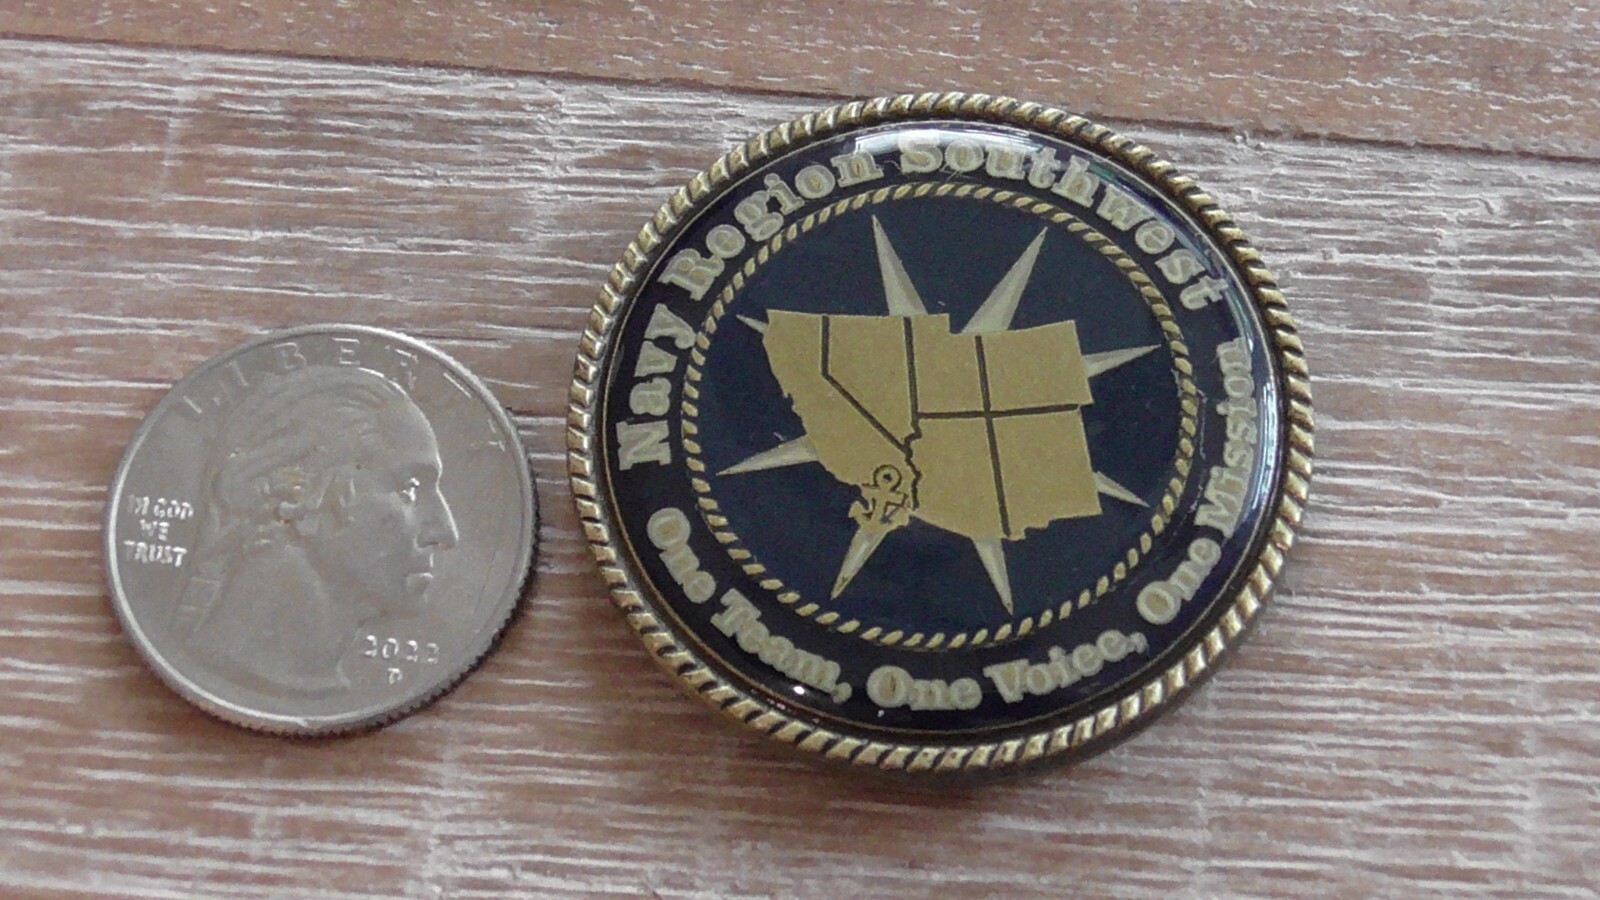 LIBERTY
IN GOD
WE
TRUST
2022
P
Navy Region Southwest
One Team, One Voice, One Mission